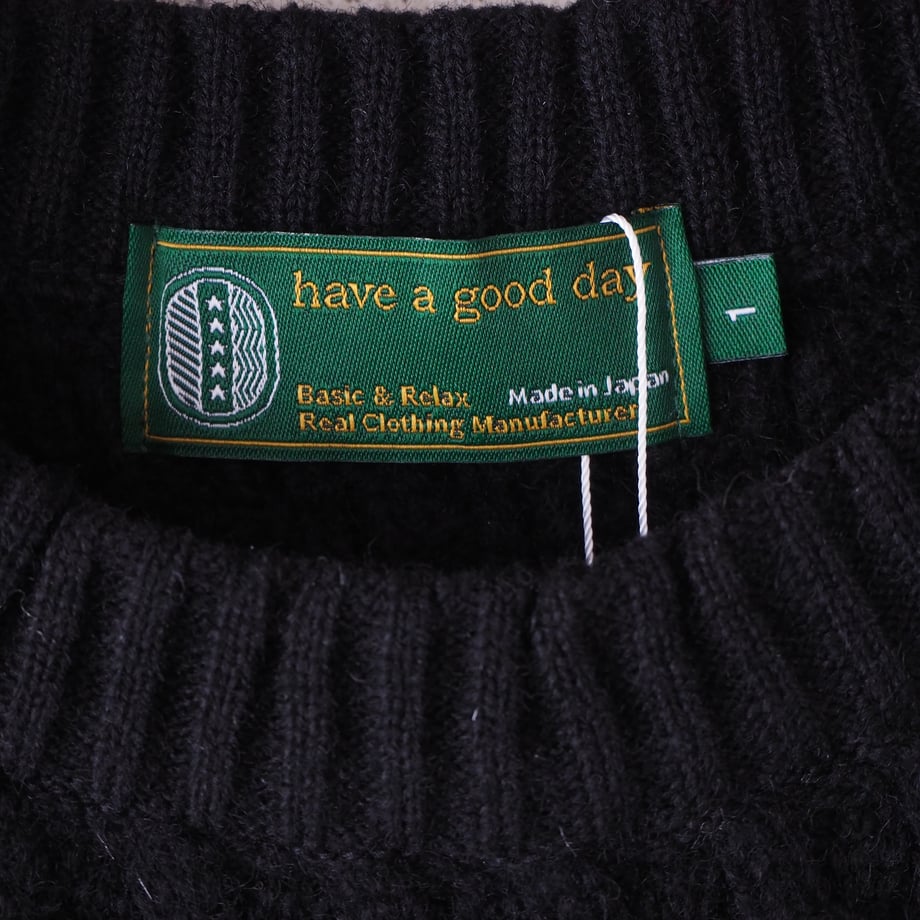 have a good day
Basic & Relax Made in Japan
Real Clothing Manufacturer
1